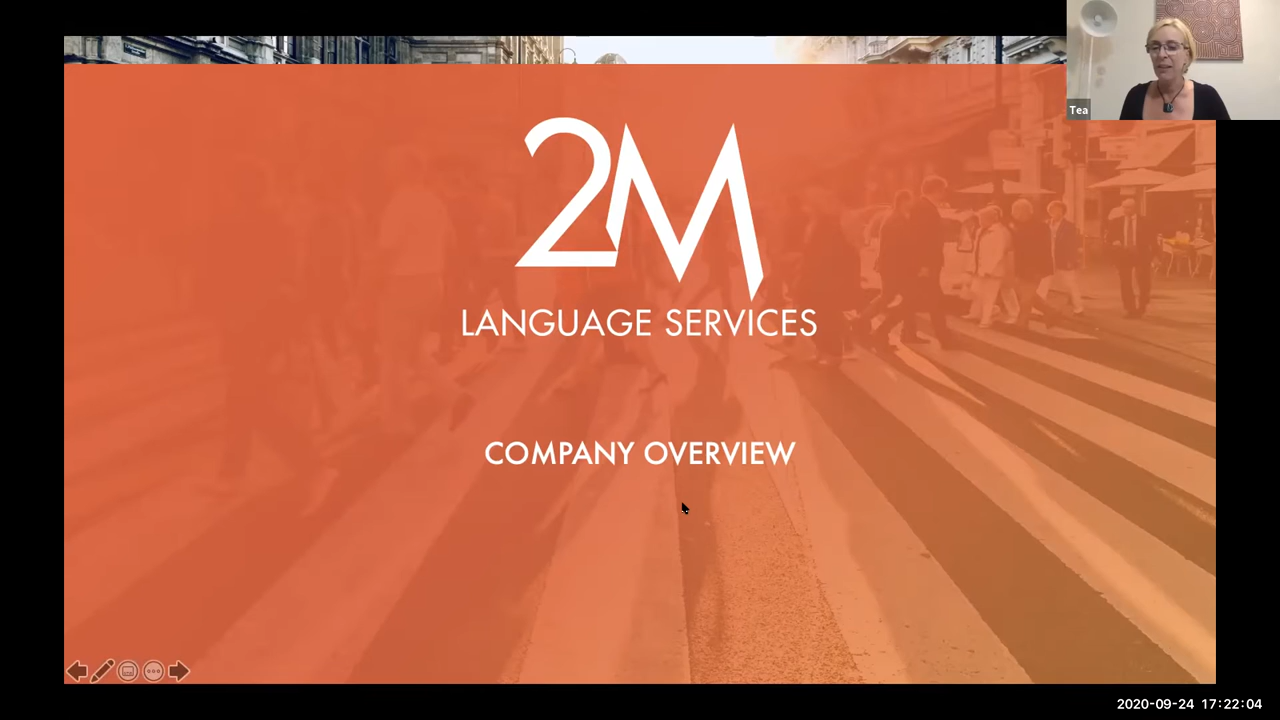 Tea
2M
LANGUAGE SERVICES
COMPANY OVERVIEW
2020-09-24 17:22:04